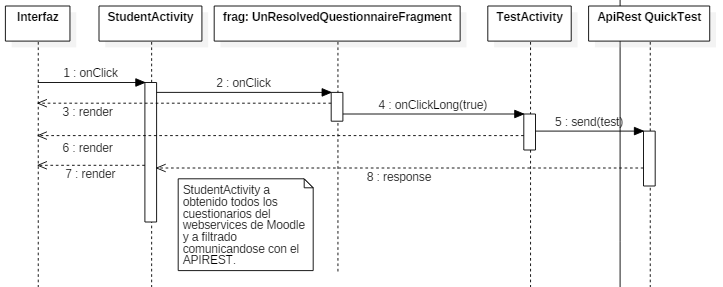 Interfaz
StudentActivity
frag: UnResolvedQuestionnaireFragment
TestActivity
ApiRest QuickTest
1 : onClick
2 : onClick
3 : render
4 : onClickLong(true)
5 : send(test)
6 : render
7 : render
8 : response
StudentActivity a
obtenido todos los
cuestionarios del
webservices de Moodle
y a filtrado
comunicandose con el
APIREST.